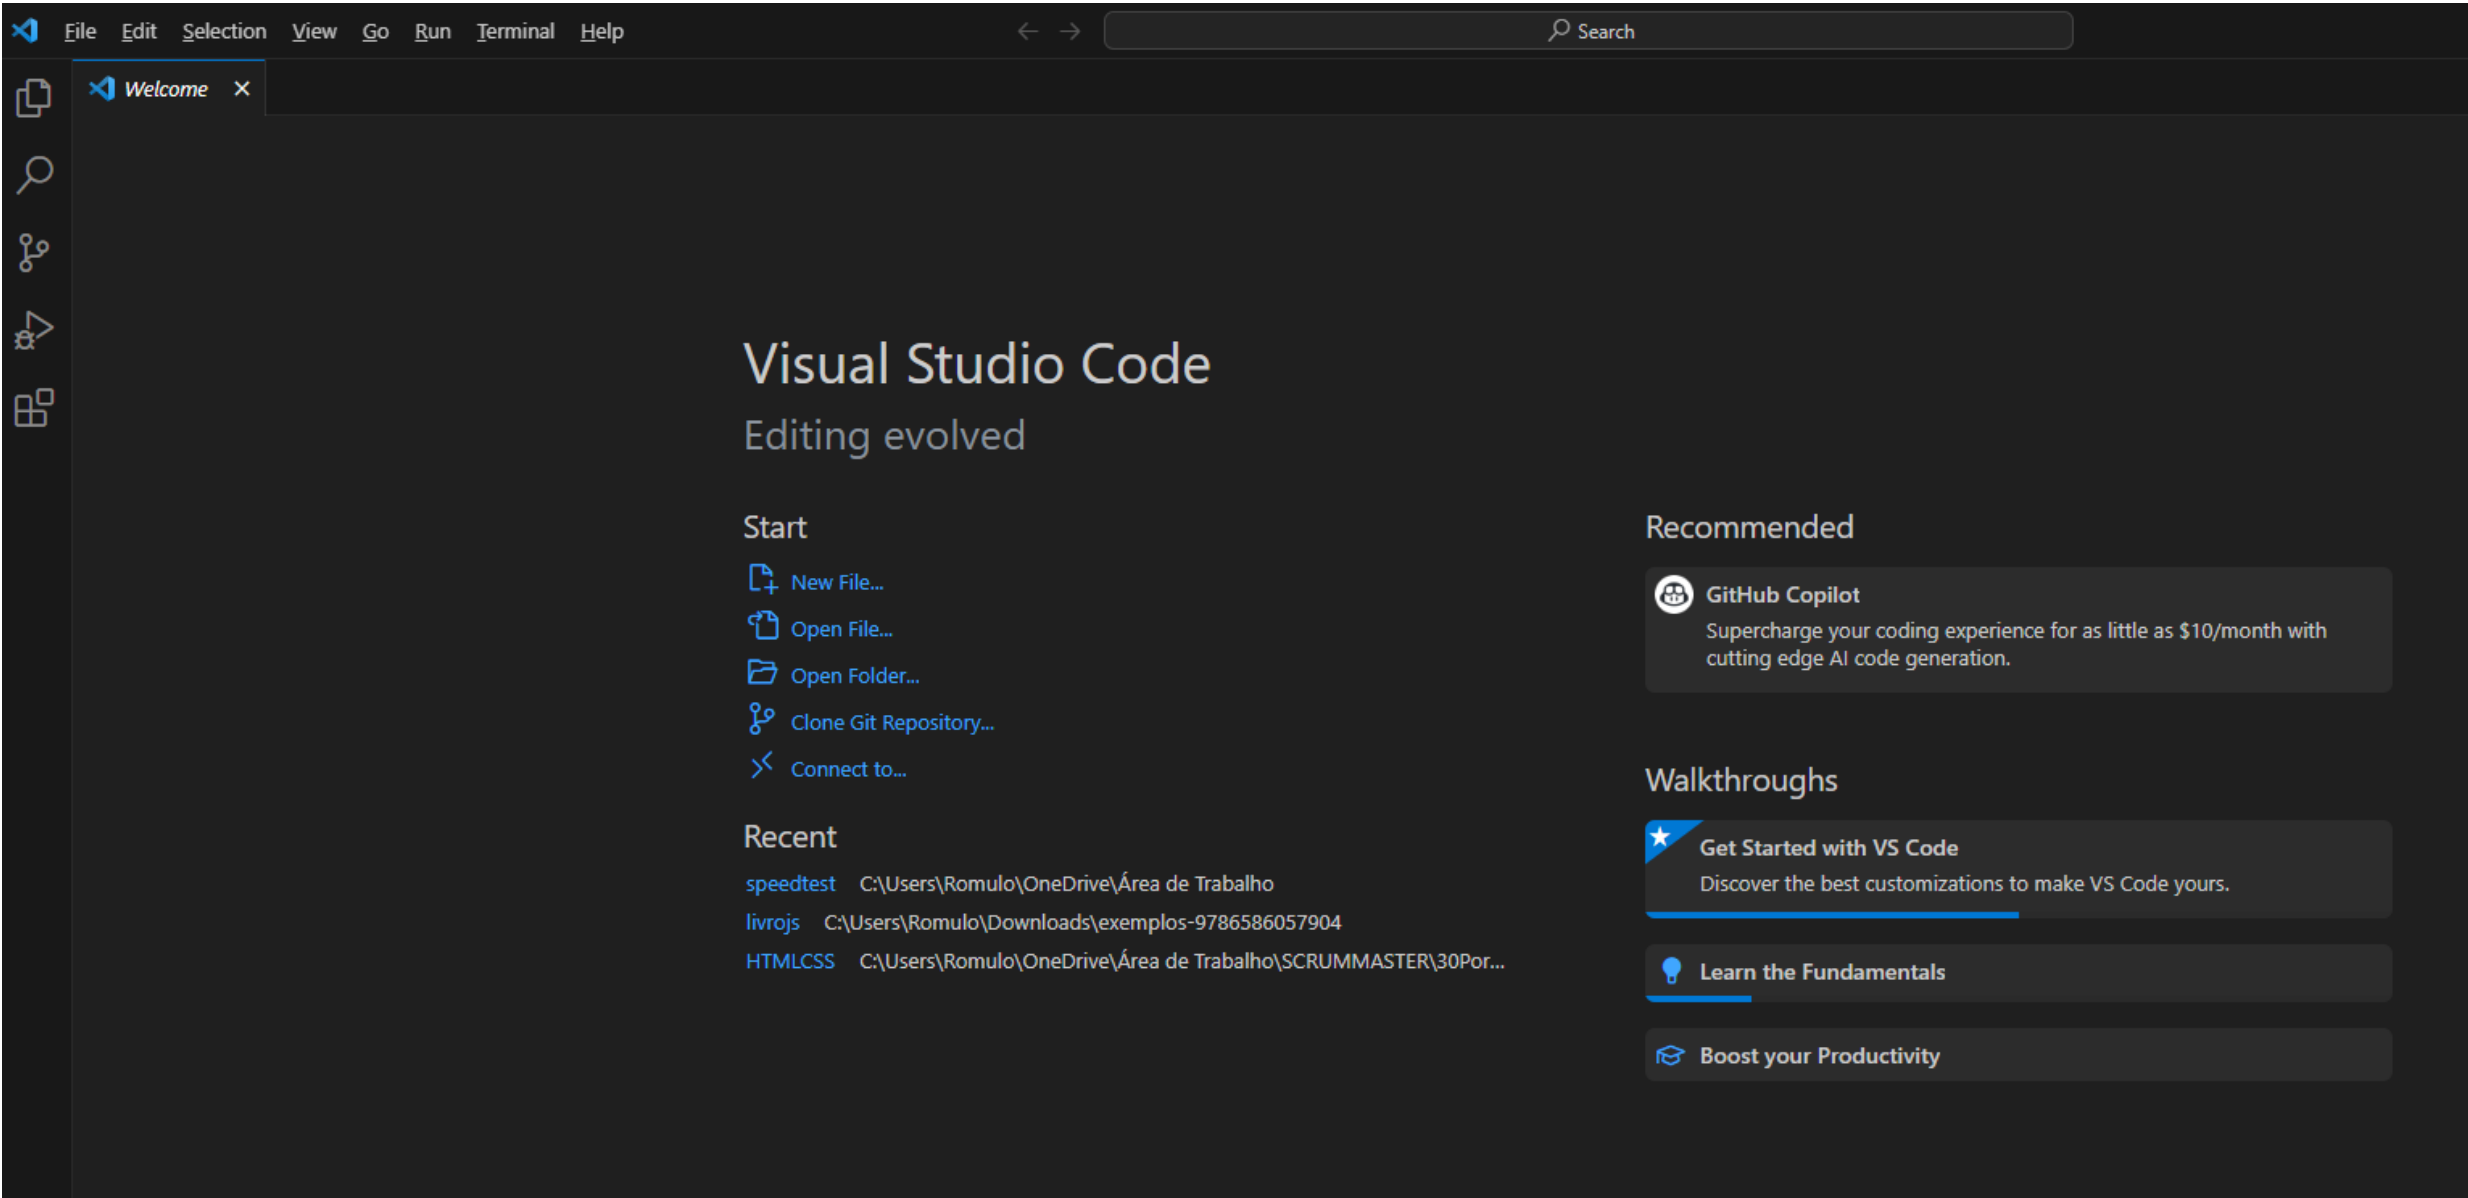 File Edit Selection View Go Run Terminal Help Search
Welcome
Visual Studio Code
Editing evolved
Start
New File...
Open File...
Open Folder...
Clone Git Repository...
Connect to...
Recent
speedtest C:\Users\Romulo\OneDrive\Área de Trabalho
livrojs C:\Users\Romulo\Downloads\exemplos-9786586057904
HTMLCSS C:\Users\Romulo\OneDrive\Área de Trabalho\SCRUMMASTER\30Por...
Recommended
GitHub Copilot
Supercharge your coding experience for as little as $10/month with
cutting edge AI code generation.
Walkthroughs
Get Started with VS Code
Discover the best customizations to make VS Code yours.
Learn the Fundamentals
Boost your Productivity